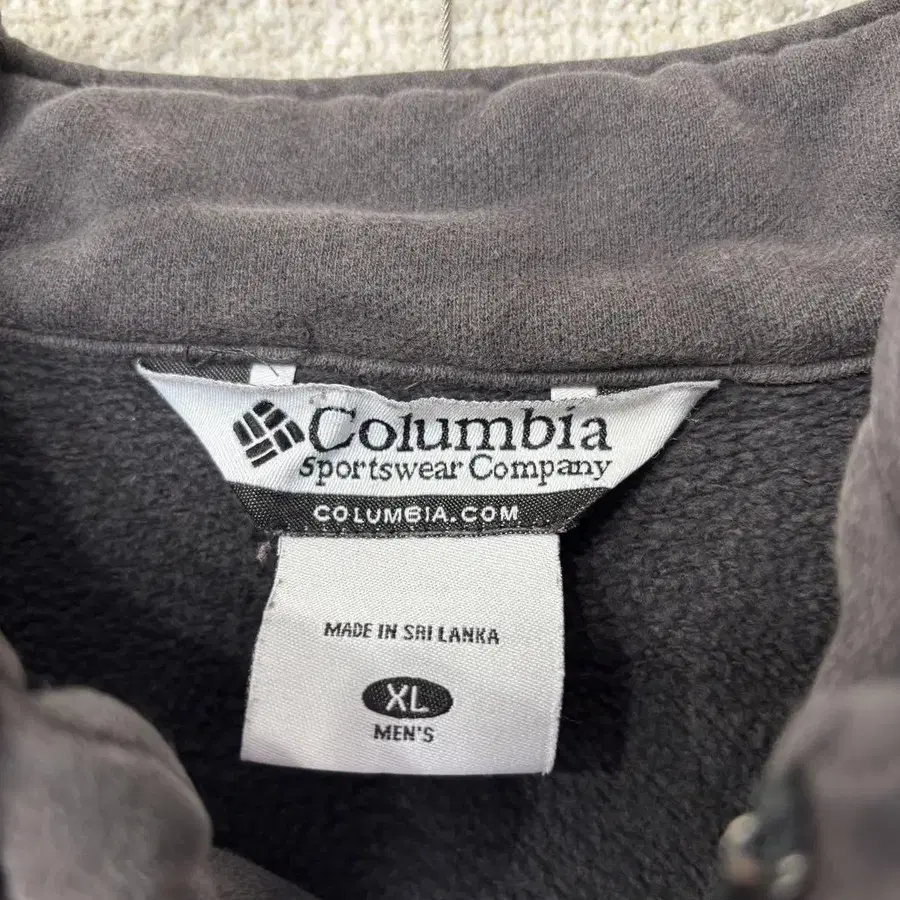 Columbia
Sportswear Company
COLUMBIA.COM
MADE IN SRI LANKA
XL
MEN'S